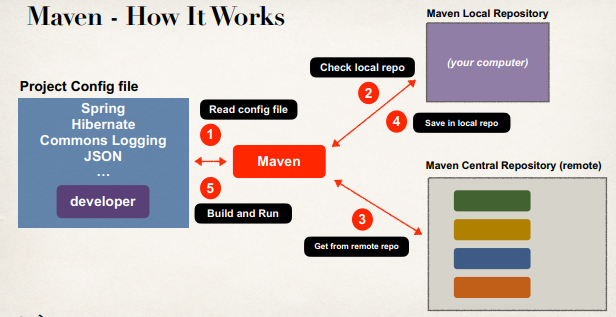 Maven - How It Works
Maven Local Repository
(your computer)
Check local repo
2
Project Config file
Spring
Hibernate
Commons Logging
JSON
...
developer
Read config file
1
4
Save in local repo
Maven
5
Build and Run
Maven Central Repository (remote)
3
Get from remote repo